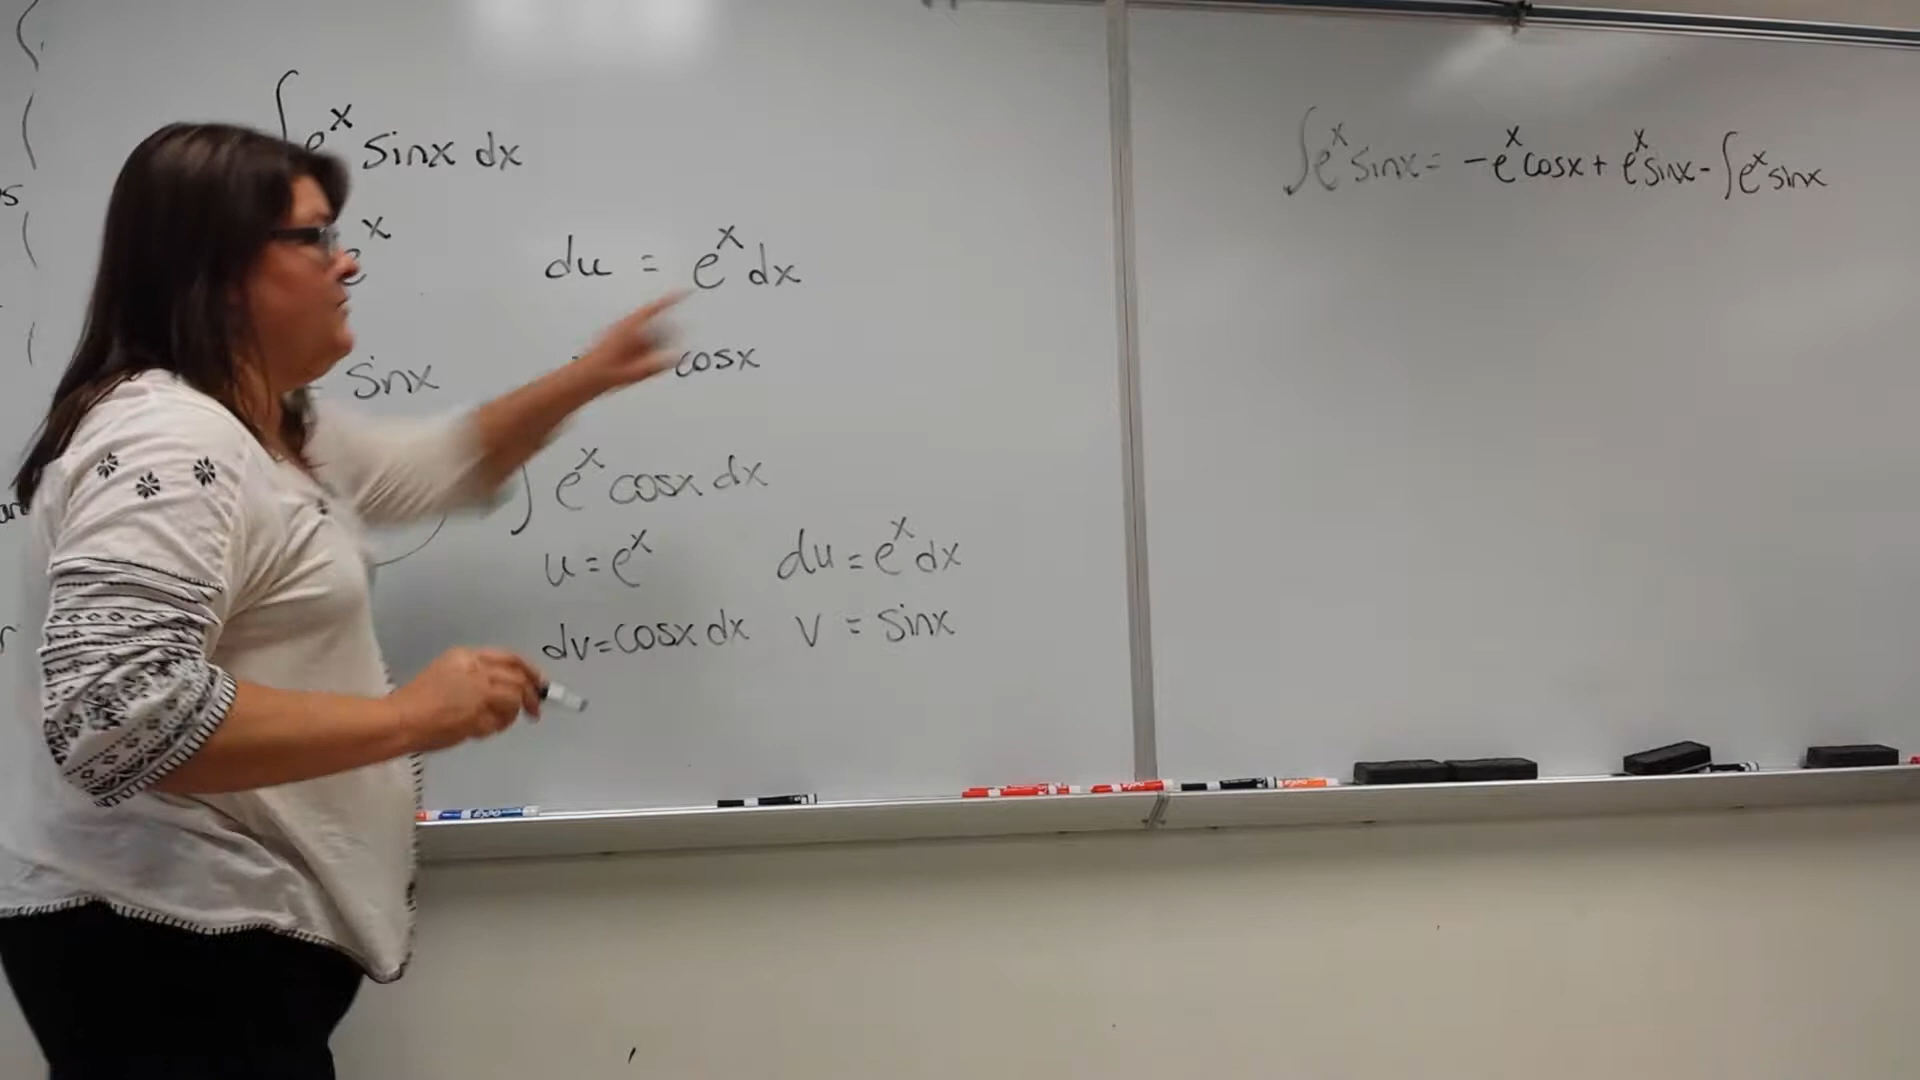 ∫ e^x sinx dx
e^x
du = e^x dx
sinx
cosx
∫ e^x cosx dx
u = e^x du = e^x dx
dv = cosx dx v = sinx
∫e^x sinx = -e^x cosx + e^x sinx - ∫e^x sinx